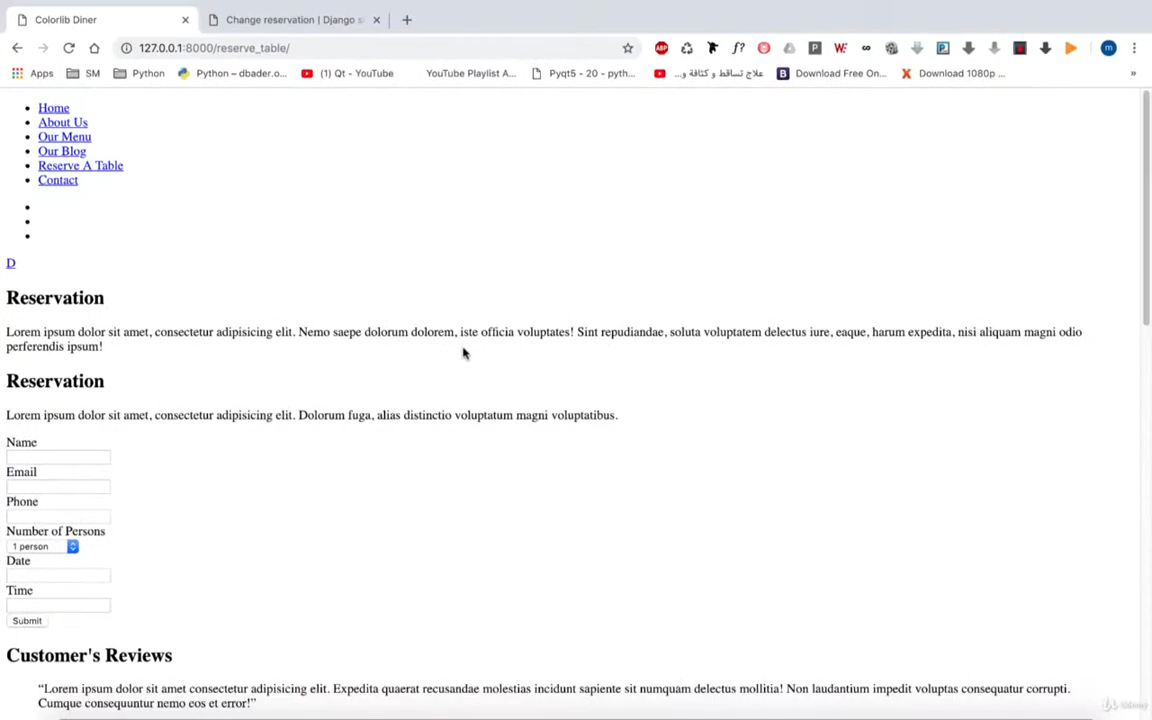 Colorlib Diner
Change reservation | Django s
127.0.0.1:8000/reserve_table/
ABP
f?
P
W
P
m
Apps
SM
Python
Python – dbader.o...
(1) Qt - YouTube
YouTube Playlist A...
Pyqt5 - 20 - pyth...
علاج تساقط و كثافة و...
B
Download Free On...
X
Download 1080p ...
»
Home
About Us
Our Menu
Our Blog
Reserve A Table
Contact
D
Reservation
Lorem ipsum dolor sit amet, consectetur adipisicing elit. Nemo saepe dolorum dolorem, iste officia voluptates! Sint repudiandae, soluta voluptatem delectus iure, eaque, harum expedita, nisi aliquam magni odio
perferendis ipsum!
Reservation
Lorem ipsum dolor sit amet, consectetur adipisicing elit. Dolorum fuga, alias distinctio voluptatum magni voluptatibus.
Name
Email
Phone
Number of Persons
1 person
Date
Time
Submit
Customer's Reviews
“Lorem ipsum dolor sit amet consectetur adipisicing elit. Expedita quaerat recusandae molestias incidunt sapiente sit numquam delectus mollitia! Non laudantium impedit voluptas consequatur corrupti.
Cumque consequuntur nemo eos et error!”
Udemy